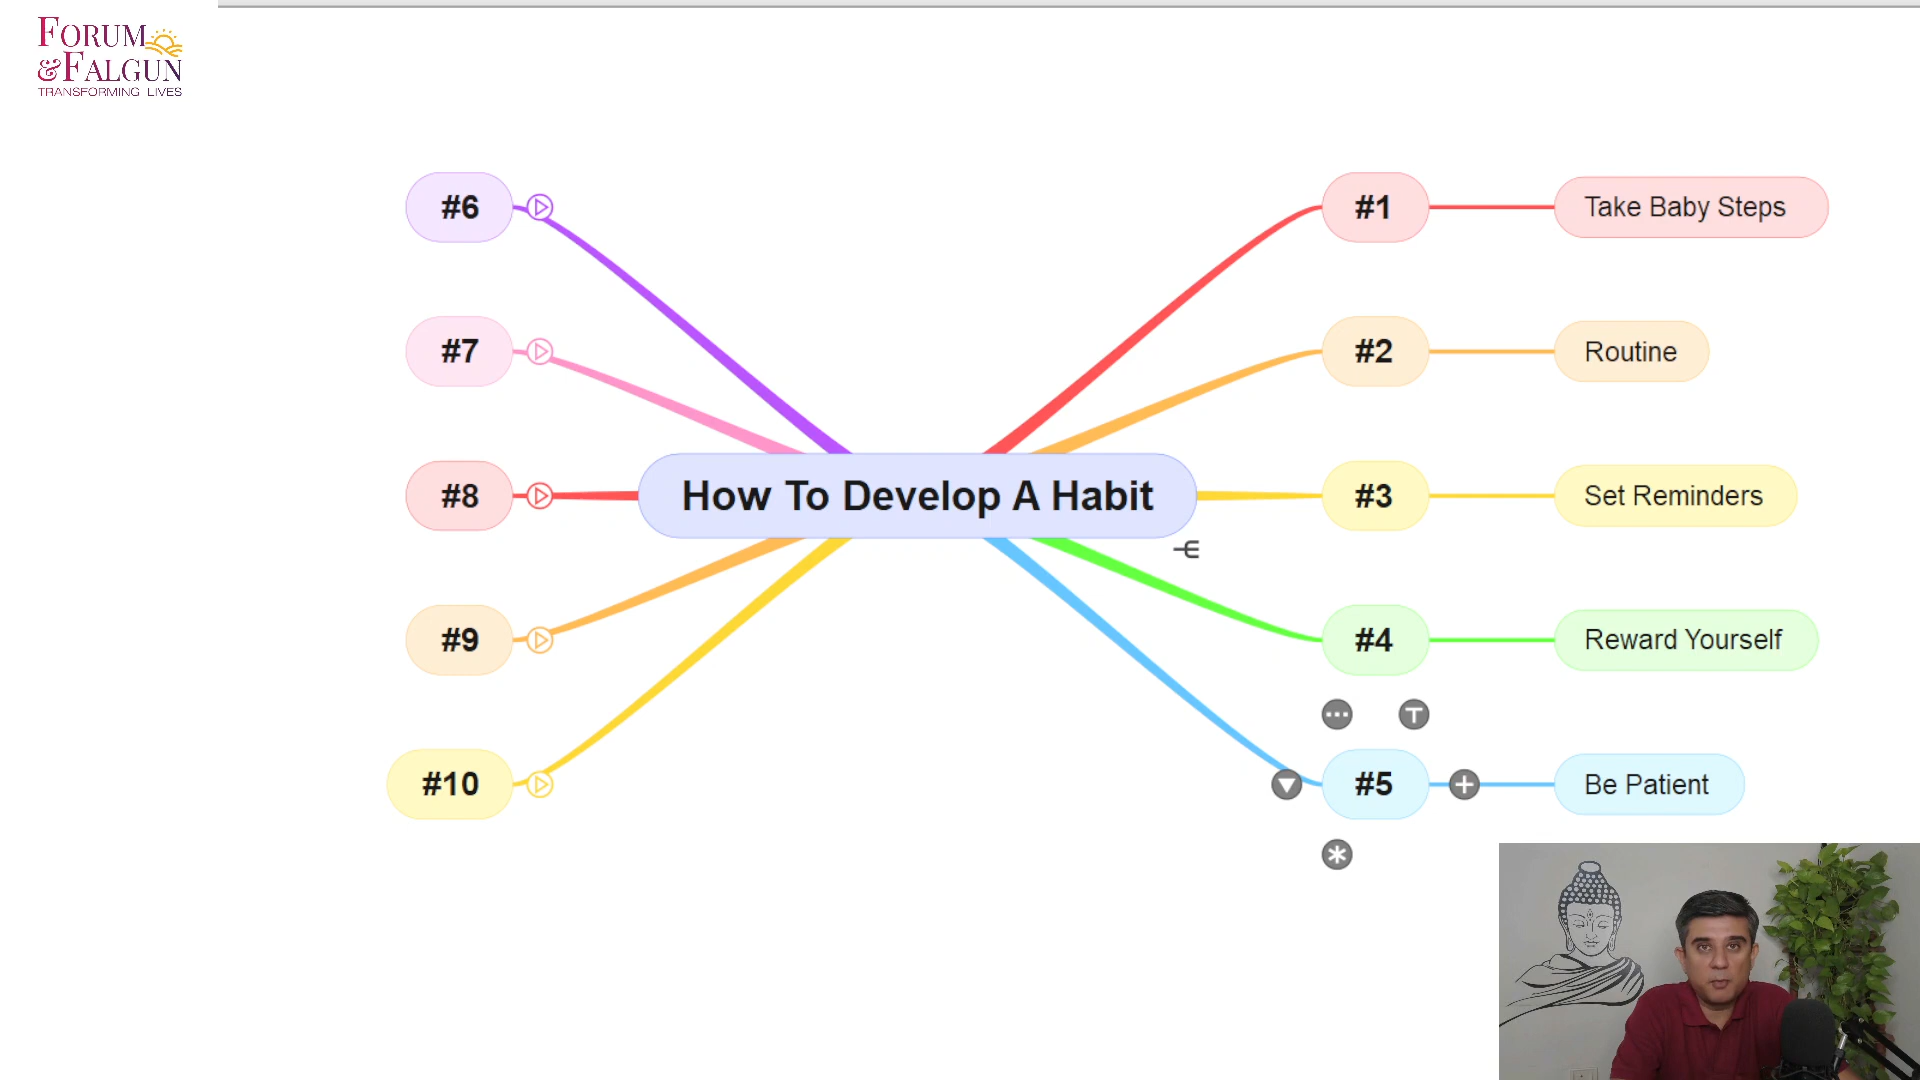 FORUM
& FALGUN
TRANSFORMING LIVES
How To Develop A Habit
#1
Take Baby Steps
#2
Routine
#3
Set Reminders
#4
Reward Yourself
#5
Be Patient
#6
#7
#8
#9
#10